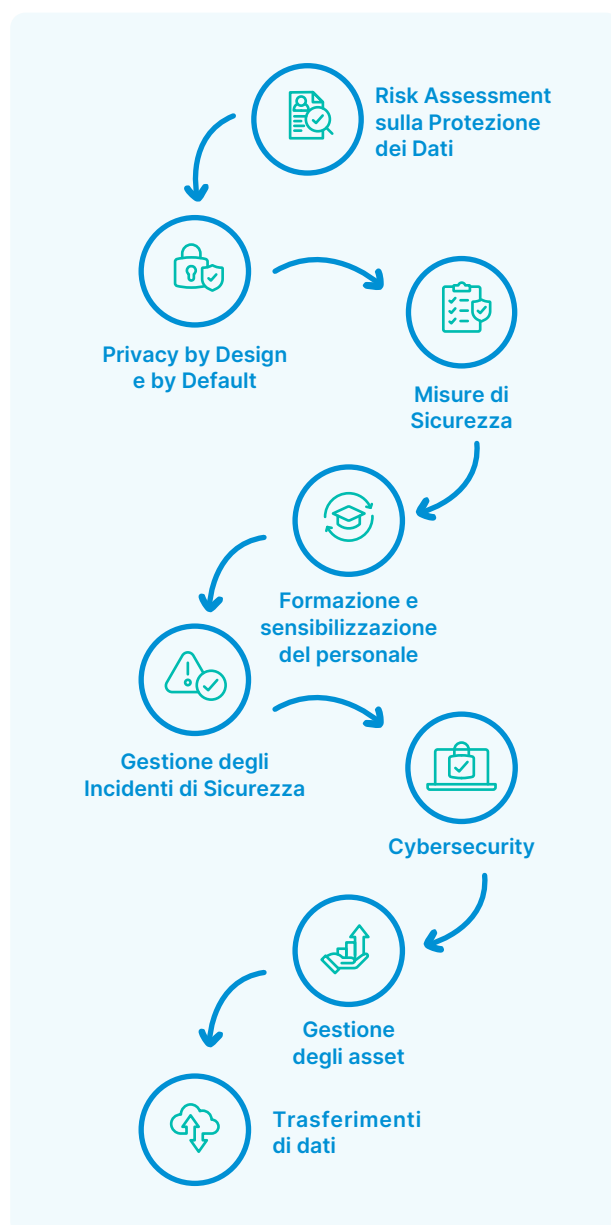 Risk Assessment
sulla Protezione
dei Dati
Privacy by Design
e by Default
Misure di
Sicurezza
Formazione e
sensibilizzazione
del personale
Gestione degli
Incidenti di Sicurezza
Cybersecurity
Gestione
degli asset
Trasferimenti
di dati